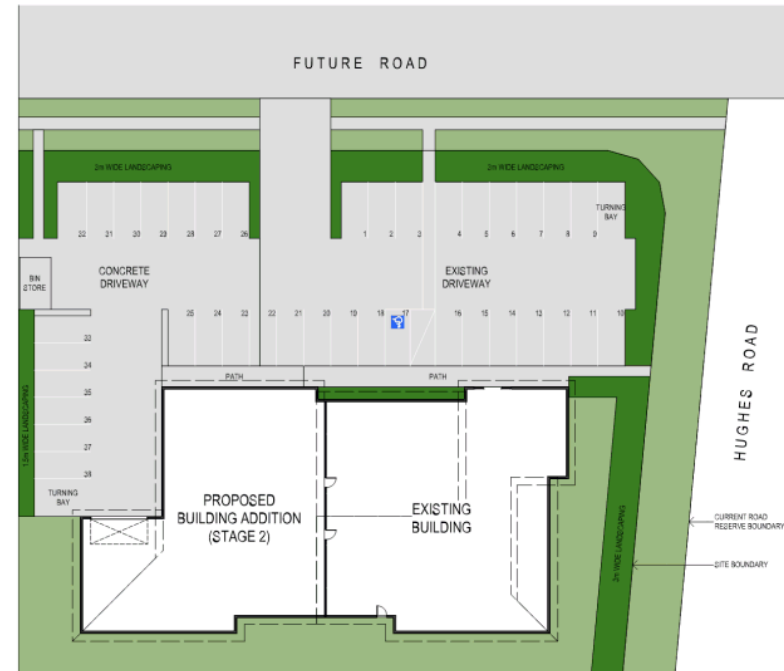 FUTURE ROAD
2m WIDE LANDSCAPING
2m WIDE LANDSCAPING
TURNING
BAY
22 21 20 29 28 27 26
1 2 3 4 5 6 7 8 9
BIN
STORE
CONCRETE
DRIVEWAY
EXISTING
DRIVEWAY
25 24 23 22 21 20 19 18 17 16 15 14 12 12 11 10
23
24
25
26
27
28
1.5m WIDE LANDSCAPING
TURNING
BAY
PATH
PATH
PROPOSED
BUILDING ADDITION
(STAGE 2)
EXISTING
BUILDING
HUGHES ROAD
2m WIDE LANDSCAPING
CURRENT ROAD
RESERVE BOUNDARY
SITE BOUNDARY